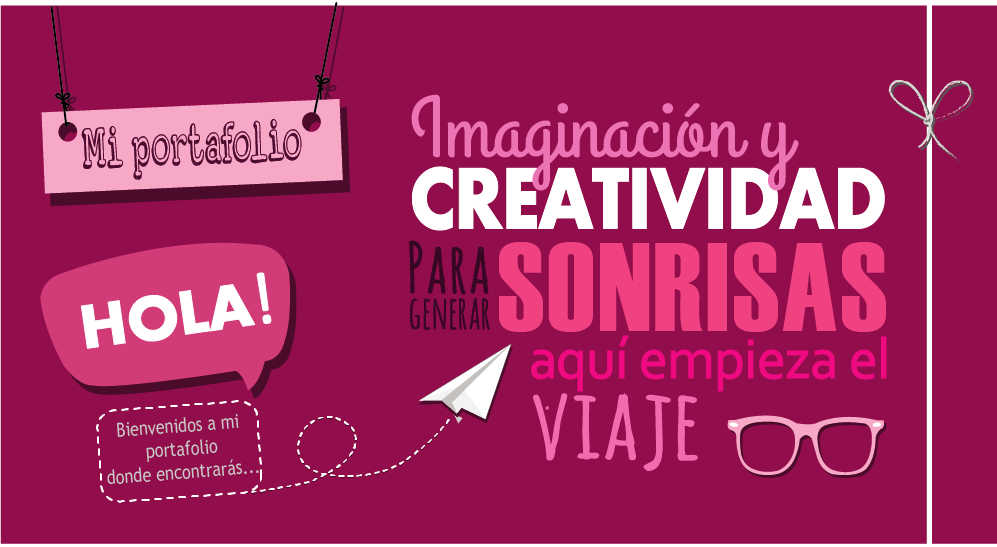 Mi portafolio
HOLA!
Bienvenidos a mi
portafolio
donde encontrarás...
Imaginación y
CREATIVIDAD
PARA
GENERAR
SONRISAS
aquí empieza el
VIAJE